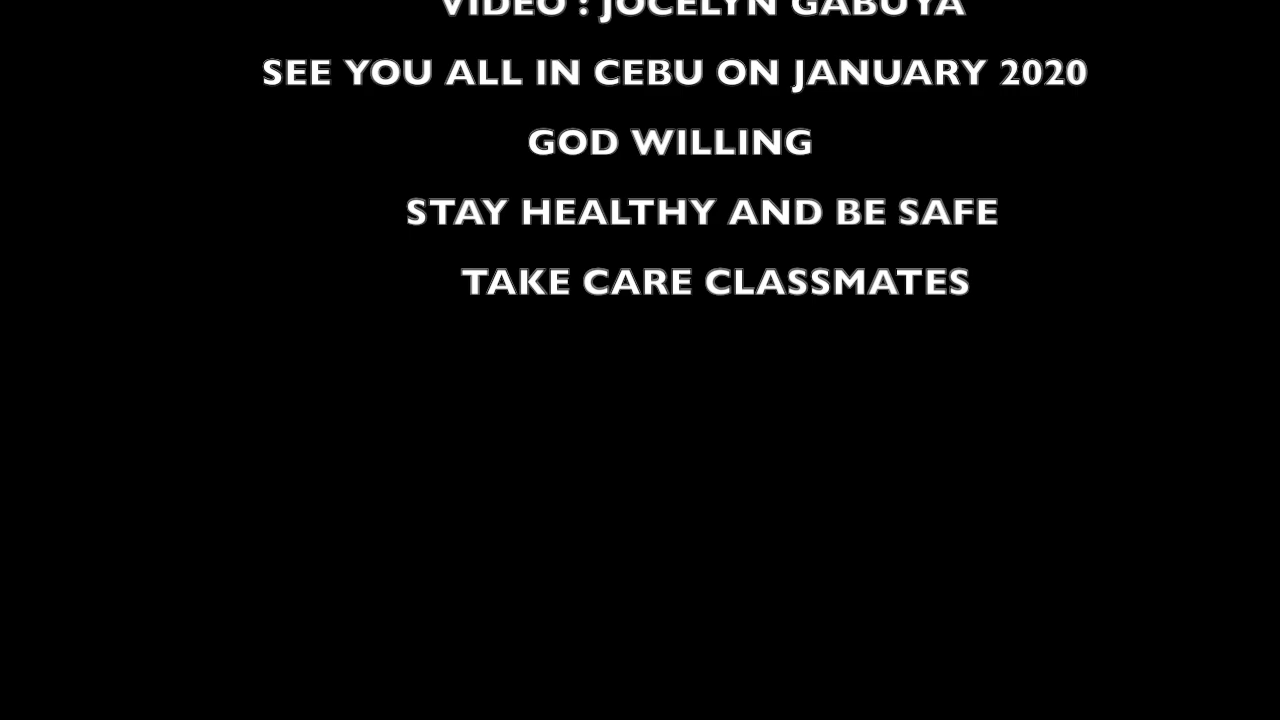 VIDEO : JOCELYN GABUYA
SEE YOU ALL IN CEBU ON JANUARY 2020
GOD WILLING
STAY HEALTHY AND BE SAFE
TAKE CARE CLASSMATES